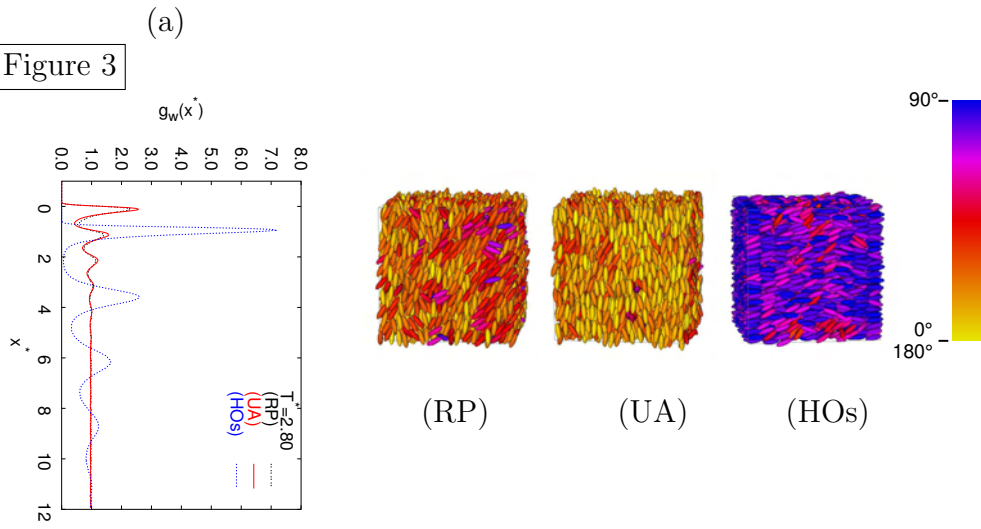 (a)
Figure 3
g_w(x*)
0.0 1.0 2.0 3.0 4.0 5.0 6.0 7.0 8.0
0
2
4
6
8
10
12
x*
T*=2.80
(RP)
(UA)
(HOs)
90°
0°
180°
(RP) (UA) (HOs)